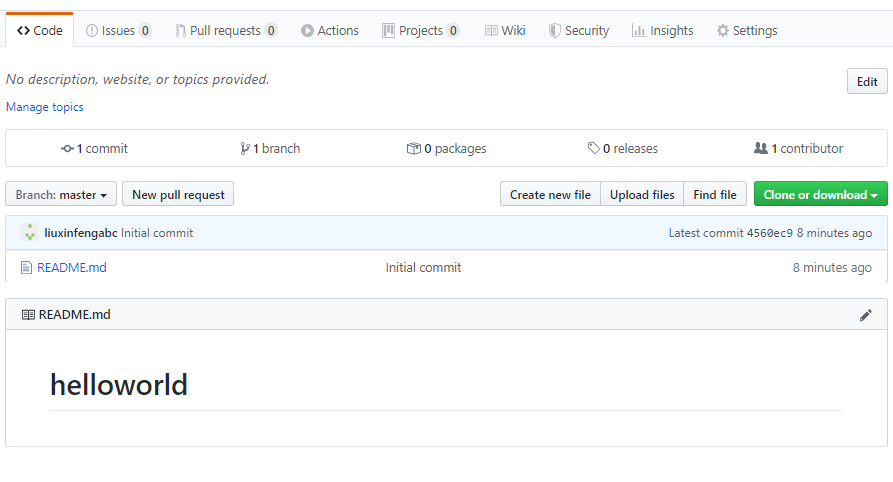 Code Issues 0 Pull requests 0 Actions Projects 0 Wiki Security Insights Settings
No description, website, or topics provided. Edit
Manage topics
1 commit 1 branch 0 packages 0 releases 1 contributor
Branch: master New pull request Create new file Upload files Find file Clone or download
liuxinfengabc Initial commit Latest commit 4560ec9 8 minutes ago
README.md Initial commit 8 minutes ago
README.md
helloworld